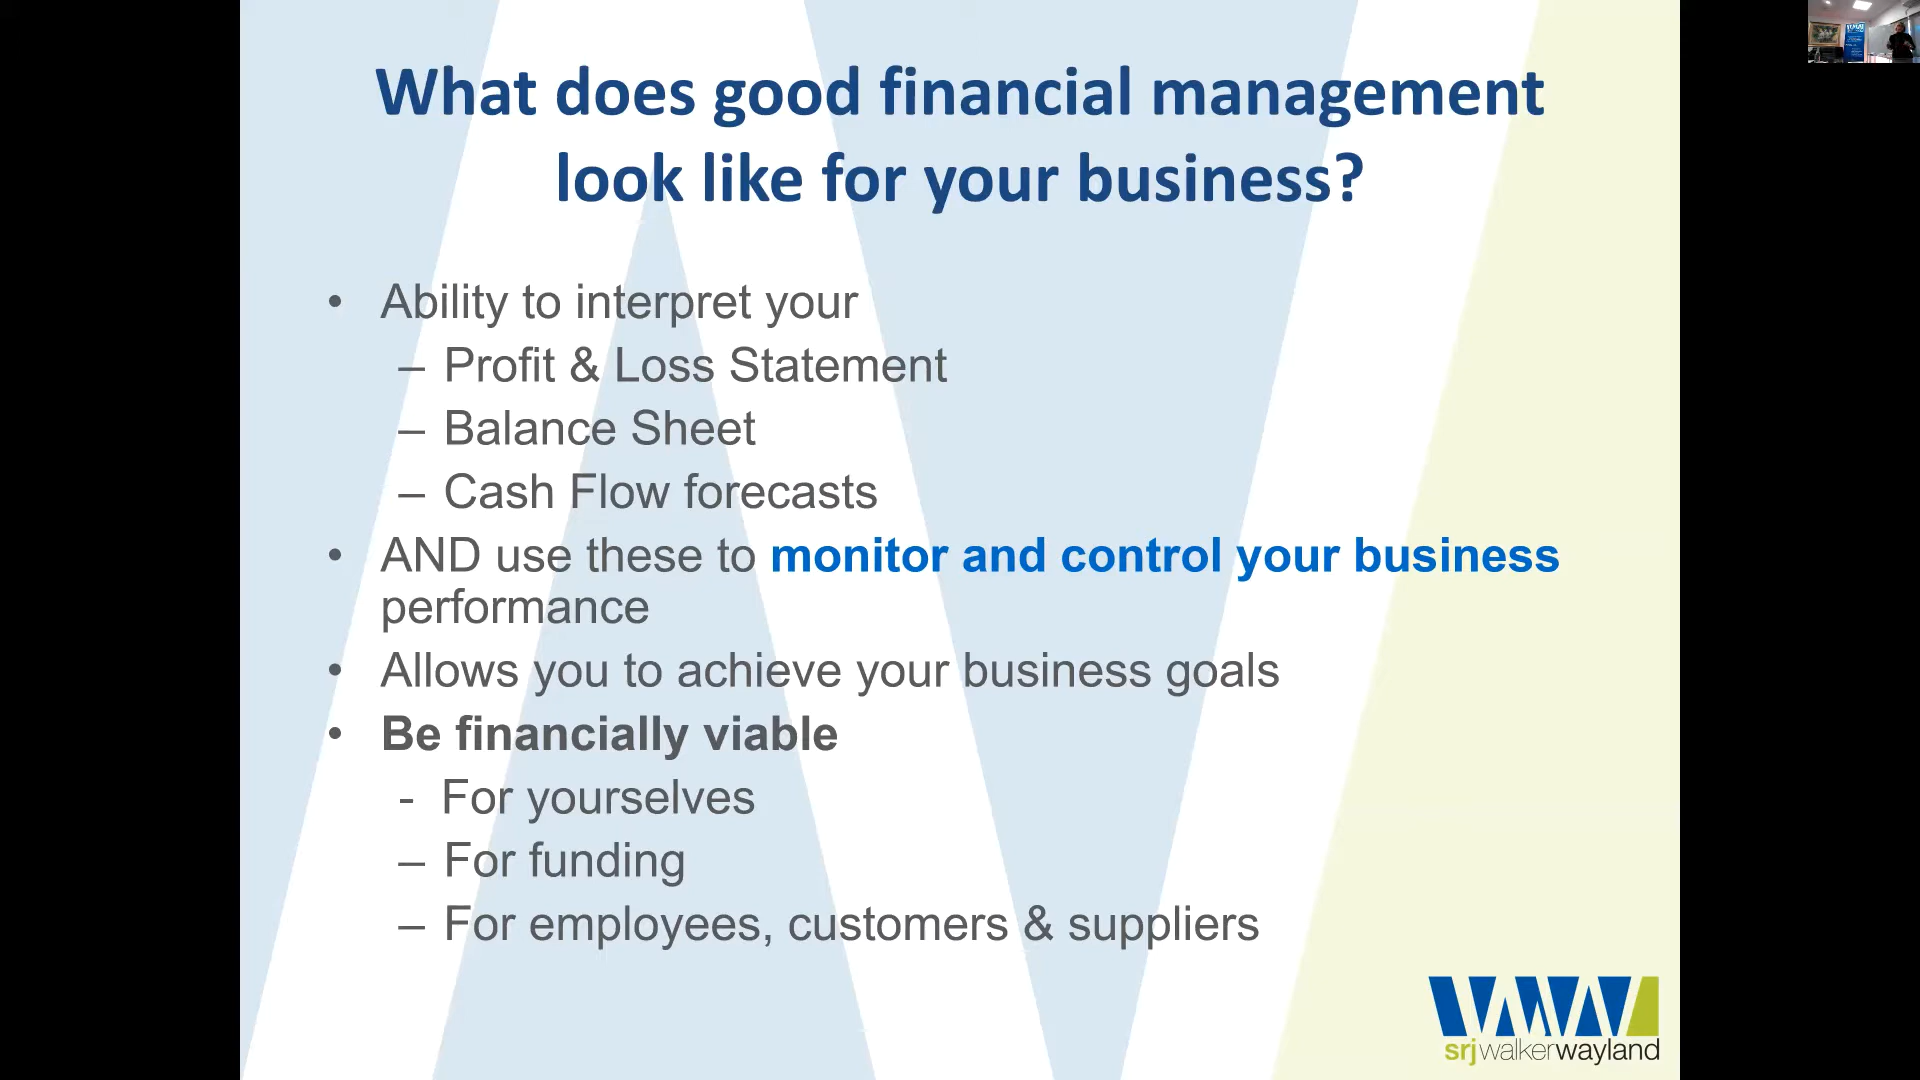 What does good financial management
look like for your business?
• Ability to interpret your
– Profit & Loss Statement
– Balance Sheet
– Cash Flow forecasts
• AND use these to monitor and control your business
performance
• Allows you to achieve your business goals
• Be financially viable
- For yourselves
– For funding
– For employees, customers & suppliers
srjwalkerwayland